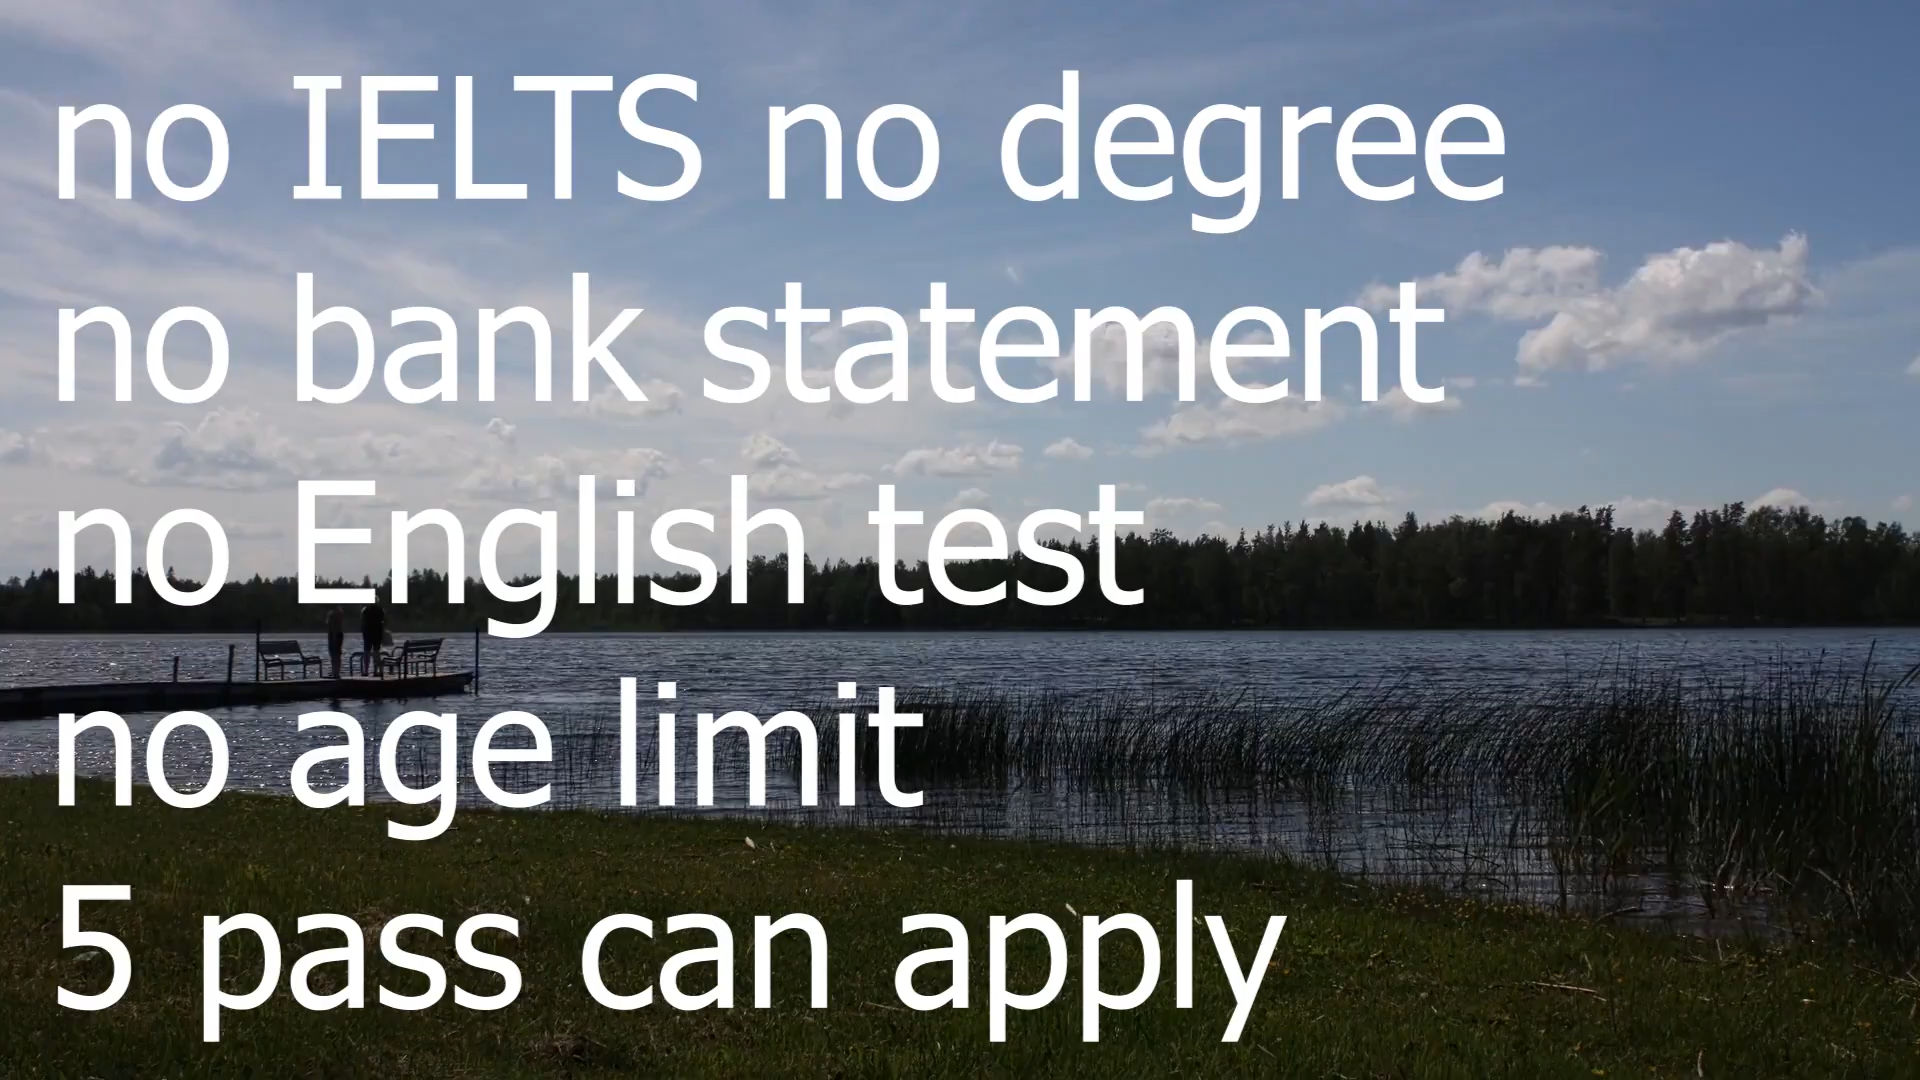 no IELTS no degree
no bank statement
no English test
no age limit
5 pass can apply